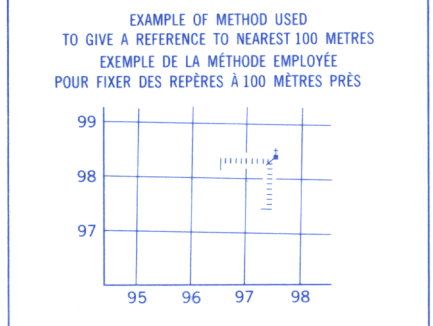 EXAMPLE OF METHOD USED
TO GIVE A REFERENCE TO NEAREST 100 METRES
EXEMPLE DE LA MÉTHODE EMPLOYÉE
POUR FIXER DES REPÈRES À 100 MÈTRES PRÈS
99
98
97
95 96 97 98